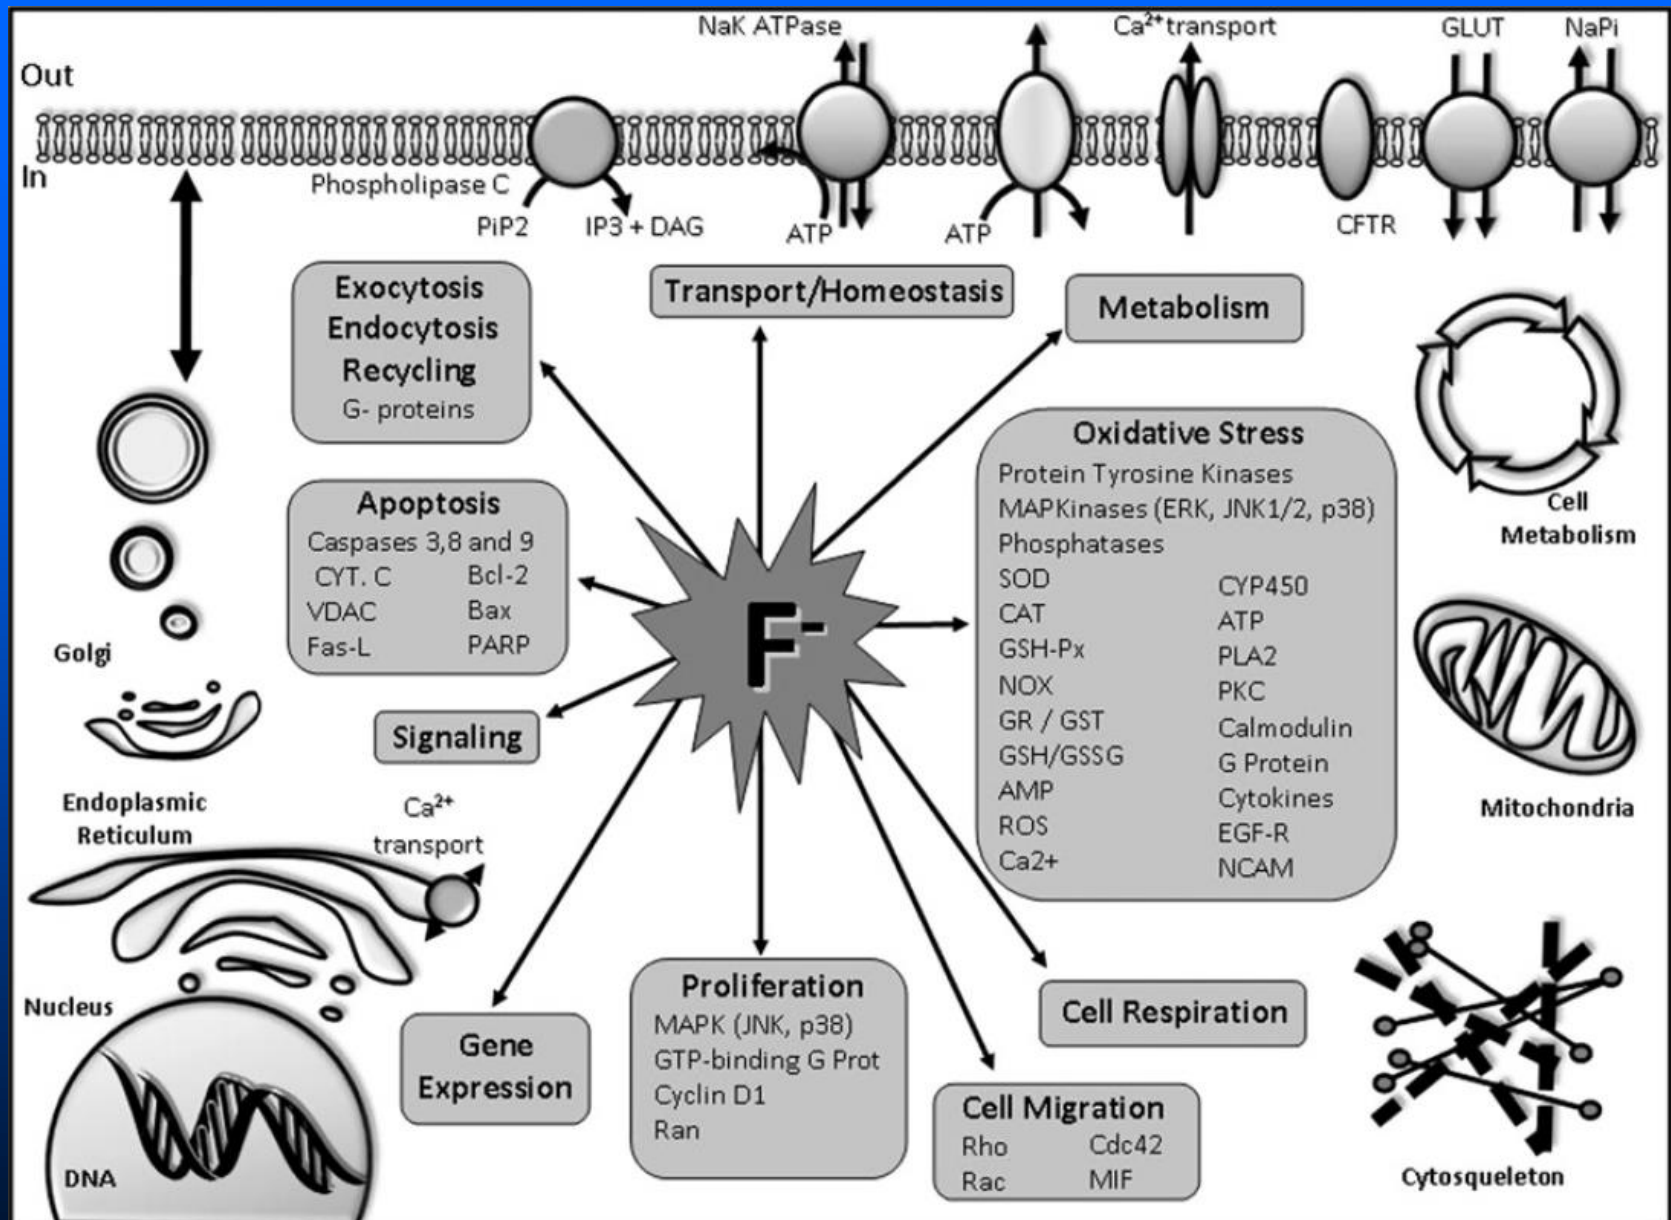 NaK ATPase
Ca²⁺transport
GLUT
NaPi
Out
In
Phospholipase C
PiP2
IP3 + DAG
ATP
ATP
CFTR
Exocytosis
Endocytosis
Recycling
G- proteins
Transport/Homeostasis
Metabolism
Oxidative Stress
Protein Tyrosine Kinases
MAPKinases (ERK, JNK1/2, p38)
Phosphatases
SOD
CAT
GSH-Px
NOX
GR / GST
GSH/GSSG
AMP
ROS
Ca2+
CYP450
ATP
PLA2
PKC
Calmodulin
G Protein
Cytokines
EGF-R
NCAM
Cell
Metabolism
Apoptosis
Caspases 3,8 and 9
CYT. C Bcl-2
VDAC Bax
Fas-L PARP
F⁻
Golgi
Signaling
Endoplasmic
Reticulum
Ca²⁺
transport
Mitochondria
Nucleus
DNA
Gene
Expression
Proliferation
MAPK (JNK, p38)
GTP-binding G Prot
Cyclin D1
Ran
Cell Respiration
Cell Migration
Rho Cdc42
Rac MIF
Cytosqueleton